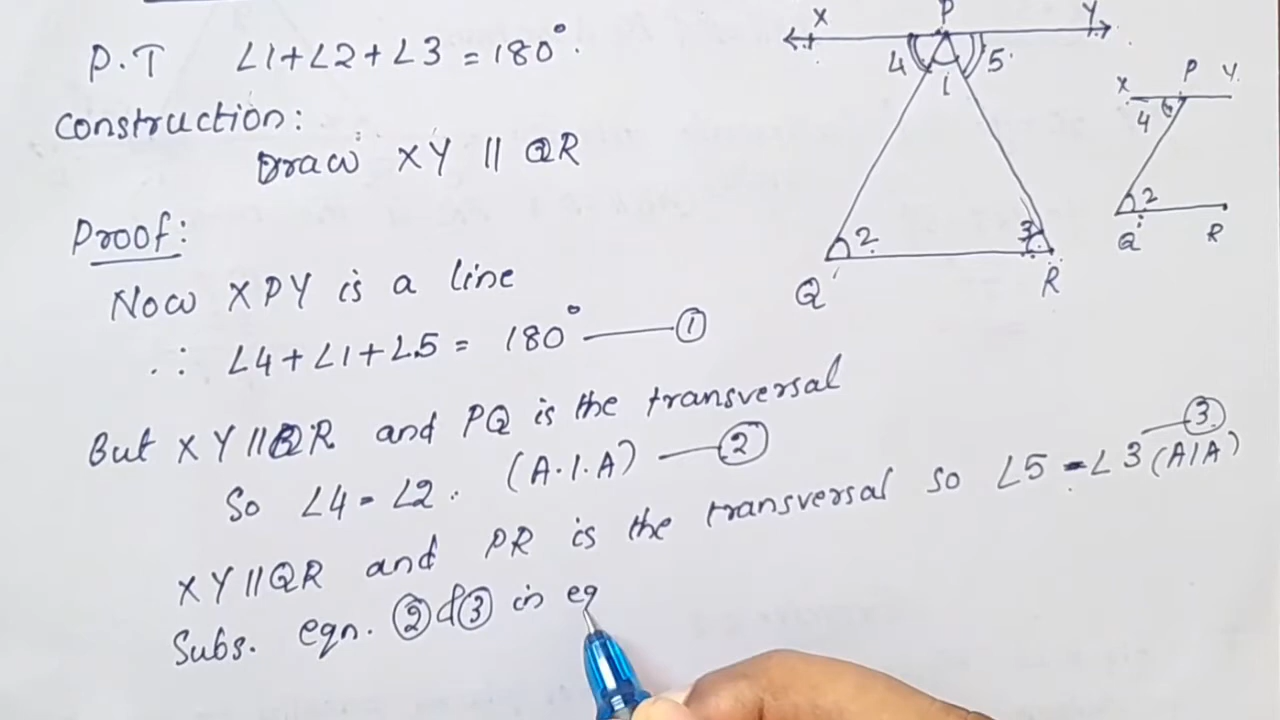 P.T ∠1+∠2+∠3 = 180°.
Construction:
Draw XY || QR
Proof:
Now XPY is a line
∴ ∠4+∠1+∠5 = 180° —— ①
But XY||QR and PQ is the transversal
So ∠4 = ∠2. (A.I.A) —— ②
XY||QR and PR is the transversal so ∠5 = ∠3 (AIA) — ③
Subs. eqn. ② & ③ in eq
X P Y
4 1 5
2 3
Q R
X P Y
4
2
Q R